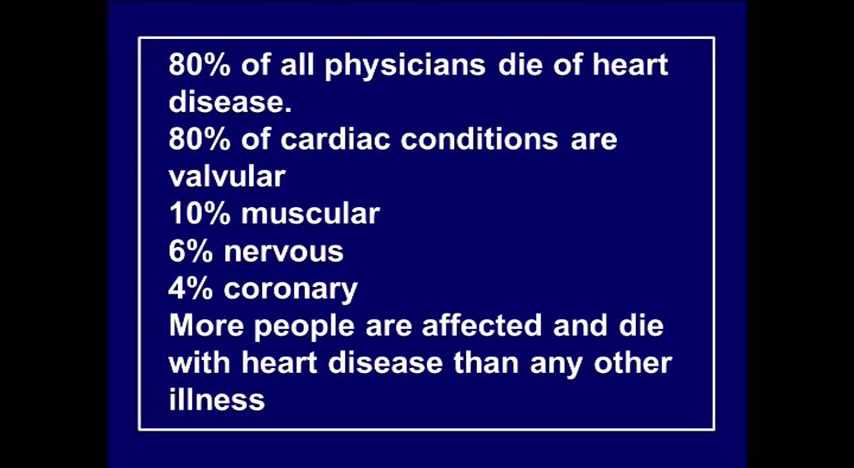 80% of all physicians die of heart
disease.
80% of cardiac conditions are
valvular
10% muscular
6% nervous
4% coronary
More people are affected and die
with heart disease than any other
illness